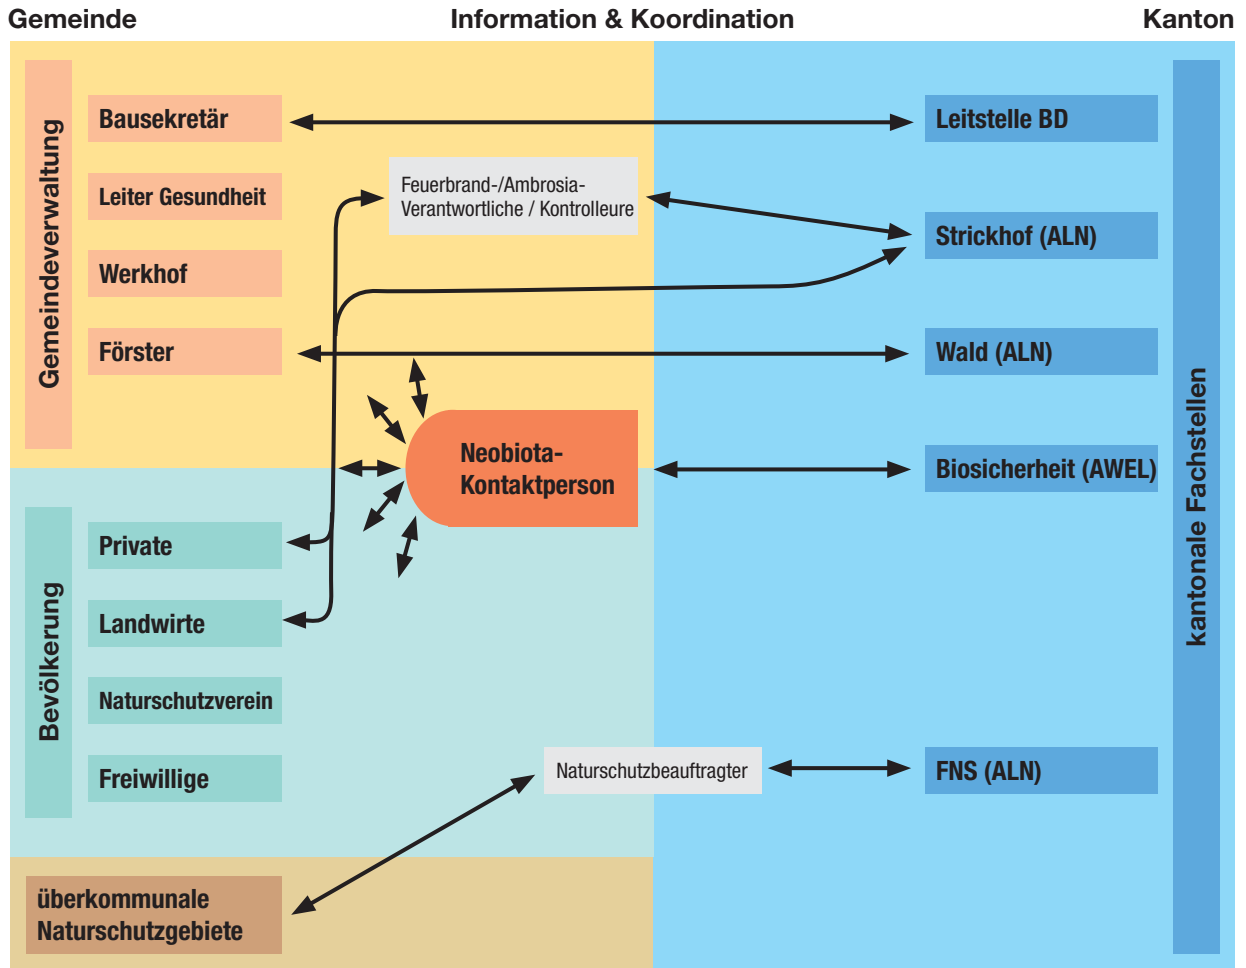 Gemeinde
Information & Koordination
Kanton
Gemeindeverwaltung
Bausekretär
Leiter Gesundheit
Werkhof
Förster
Feuerbrand-/Ambrosia-
Verantwortliche / Kontrolleure
Neobiota-
Kontaktperson
Bevölkerung
Private
Landwirte
Naturschutzverein
Freiwillige
Naturschutzbeauftragter
überkommunale
Naturschutzgebiete
Leitstelle BD
Strickhof (ALN)
Wald (ALN)
Biosicherheit (AWEL)
FNS (ALN)
kantonale Fachstellen